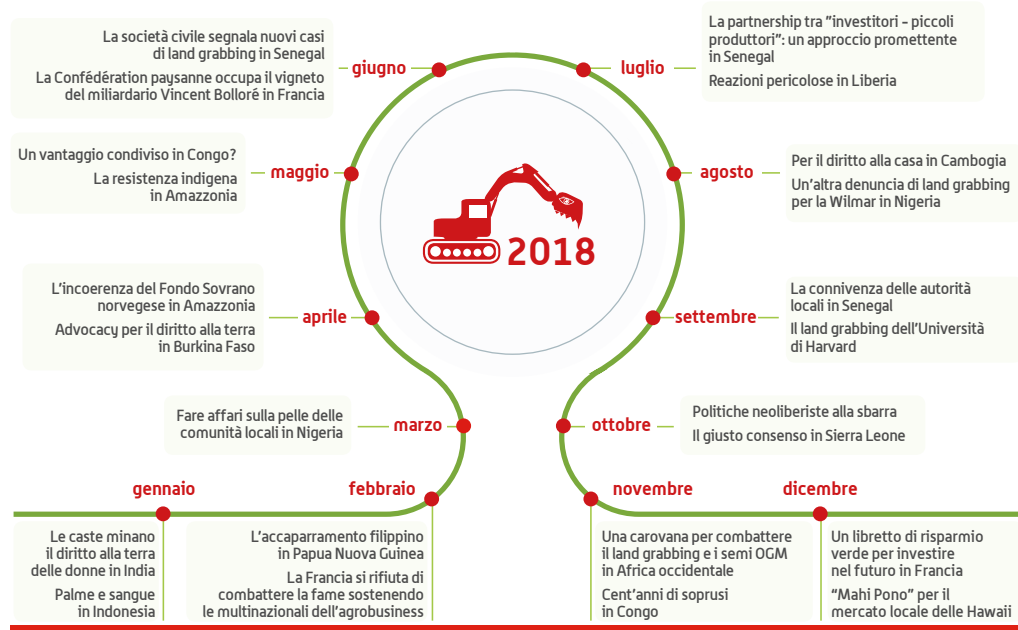 giugno
La società civile segnala nuovi casi
di land grabbing in Senegal
La Confédération paysanne occupa il vigneto
del miliardario Vincent Bolloré in Francia
luglio
La partnership tra "investitori - piccoli
produttori": un approccio promettente
in Senegal
Reazioni pericolose in Liberia
maggio
Un vantaggio condiviso in Congo?
La resistenza indigena
in Amazzonia
agosto
Per il diritto alla casa in Cambogia
Un'altra denuncia di land grabbing
per la Wilmar in Nigeria
2018
aprile
L'incoerenza del Fondo Sovrano
norvegese in Amazzonia
Advocacy per il diritto alla terra
in Burkina Faso
settembre
La connivenza delle autorità
locali in Senegal
Il land grabbing dell'Università
di Harvard
marzo
Fare affari sulla pelle delle
comunità locali in Nigeria
ottobre
Politiche neoliberiste alla sbarra
Il giusto consenso in Sierra Leone
gennaio
Le caste minano
il diritto alla terra
delle donne in India
Palme e sangue
in Indonesia
febbraio
L'accaparramento filippino
in Papua Nuova Guinea
La Francia si rifiuta di
combattere la fame sostenendo
le multinazionali dell'agrobusiness
novembre
Una carovana per combattere
il land grabbing e i semi OGM
in Africa occidentale
Cent'anni di soprusi
in Congo
dicembre
Un libretto di risparmio
verde per investire
nel futuro in Francia
"Mahi Pono" per il
mercato locale delle Hawaii